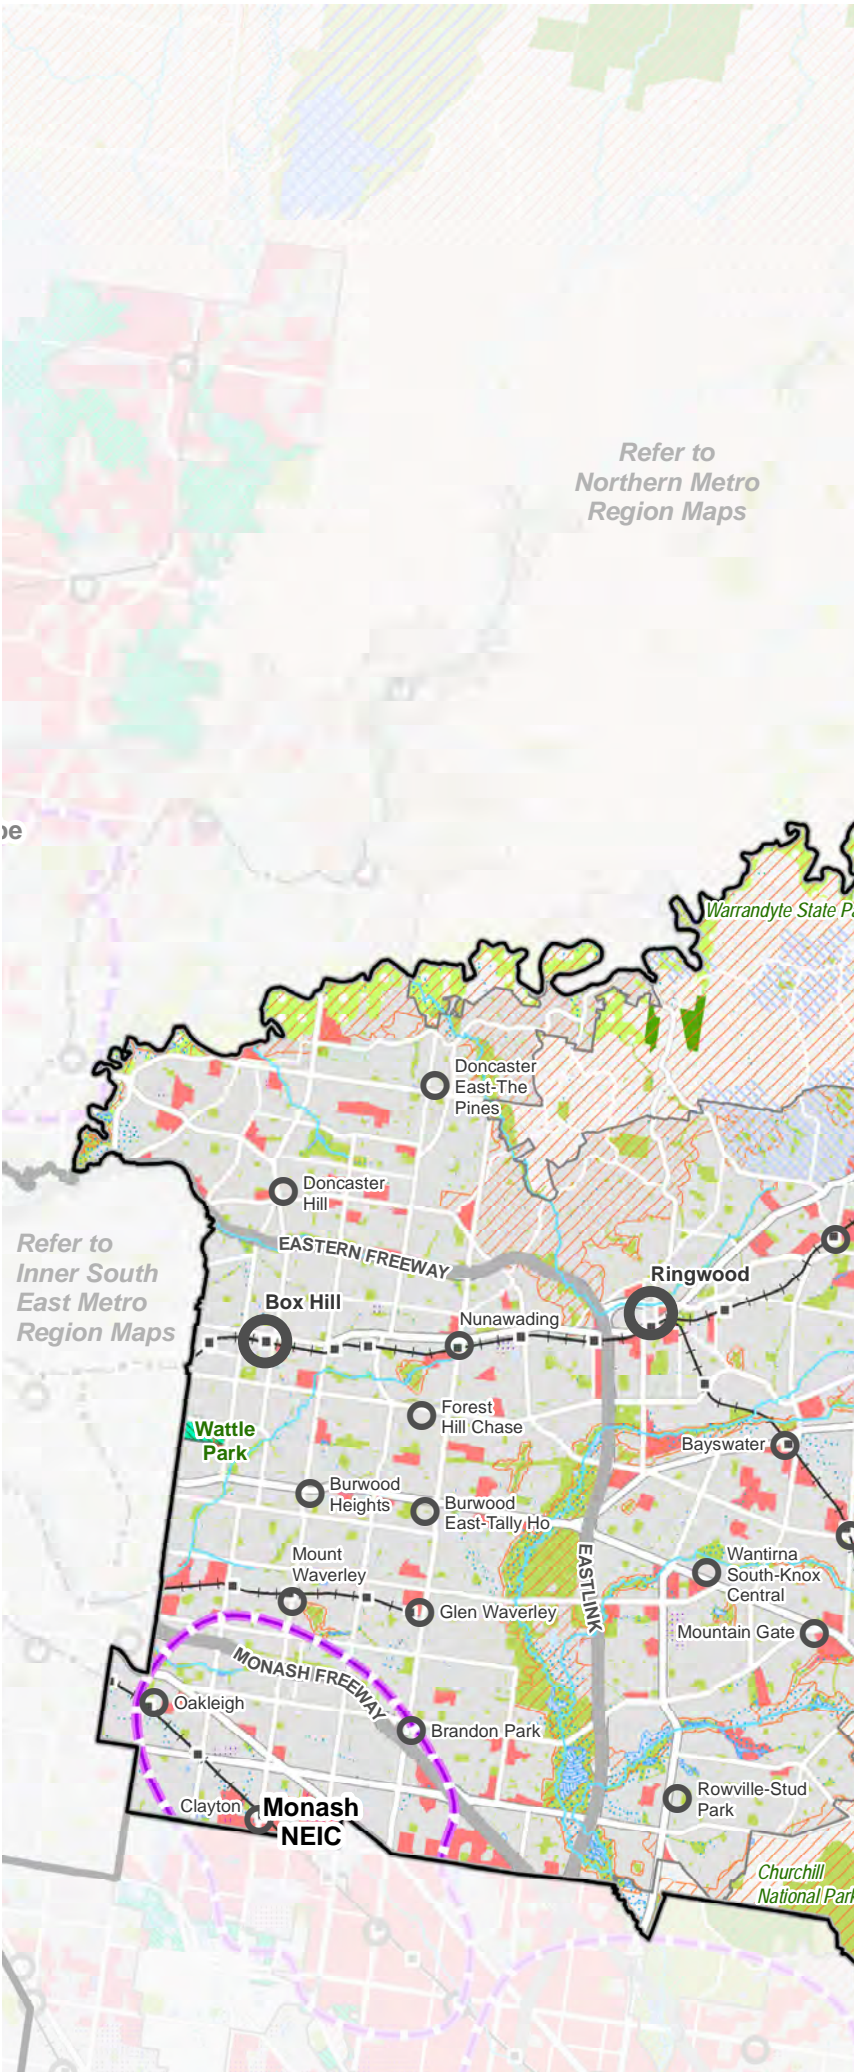 Refer to
Northern Metro
Region Maps
Warrandyte State
Doncaster
East-The
Pines
Doncaster
Hill
Refer to
Inner South
East Metro
Region Maps
EASTERN FREEWAY
Ringwood
Box Hill
Nunawading
Forest
Hill Chase
Wattle
Park
Bayswater
Burwood
Heights
Burwood
East-Tally Ho
Mount
Waverley
EASTLINK
Wantirna
South-Knox
Central
Glen Waverley
Mountain Gate
MONASH FREEWAY
Oakleigh
Brandon Park
Rowville-Stud
Park
Clayton
Monash
NEIC
Churchill
National Park